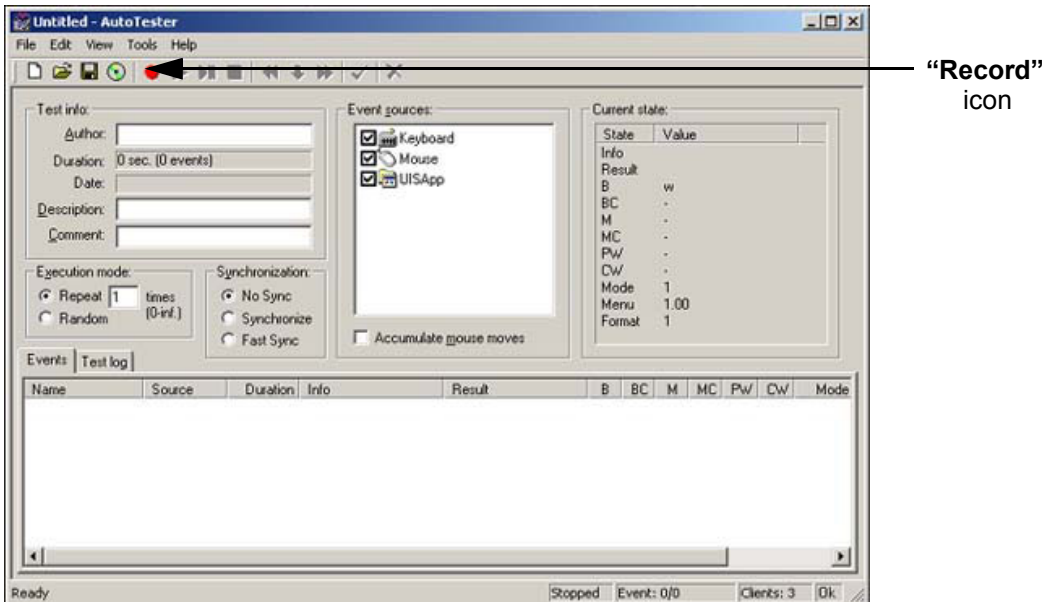 Untitled - AutoTester
File Edit View Tools Help
“Record”
icon
Test info:
Author:
Duration: 0 sec. (0 events)
Date:
Description:
Comment:
Execution mode:
Repeat 1 times
(0-inf.)
Random
Synchronization:
No Sync
Synchronize
Fast Sync
Event sources:
Keyboard
Mouse
UISApp
Accumulate mouse moves
Current state:
State Value
Info
Result
B w
BC -
M -
MC -
PW -
CW -
Mode 1
Menu 1.00
Format 1
Events Test log
Name Source Duration Info Result B BC M MC PW CW Mode
Ready Stopped Event: 0/0 Clients: 3 Ok